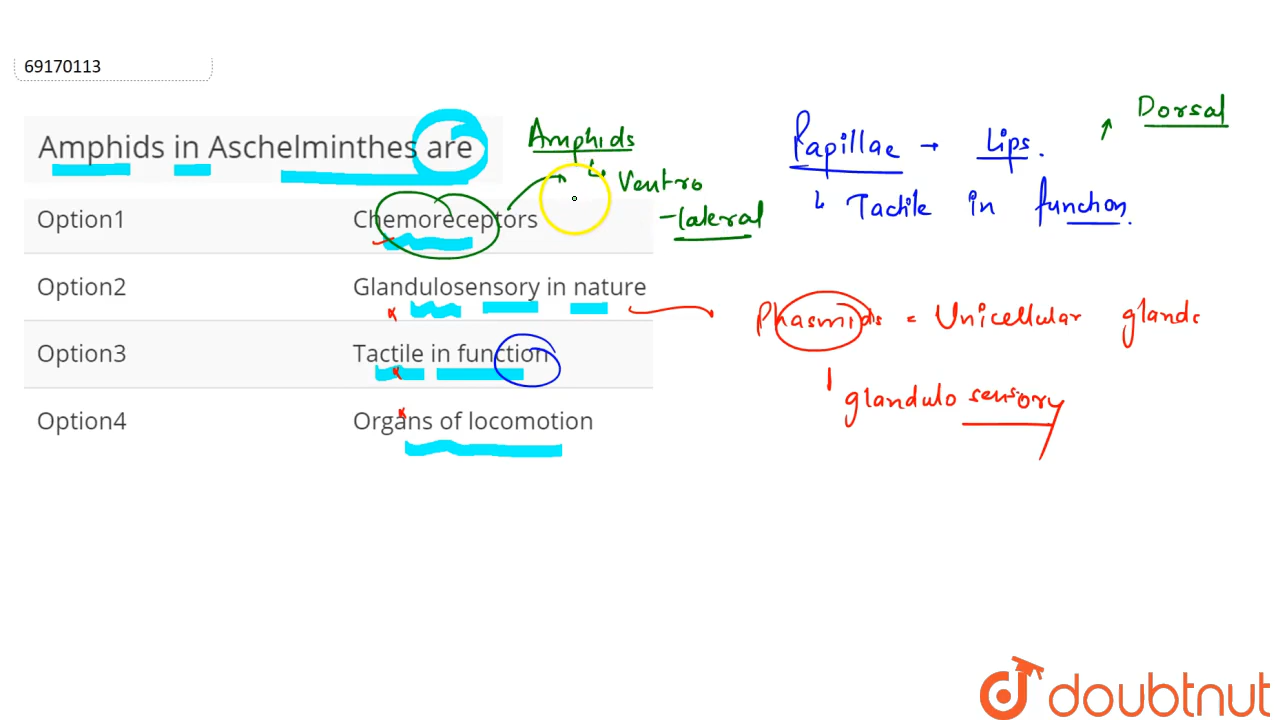 69170113
Amphids in Aschelminthes are
Option1 Chemoreceptors
Option2 Glandulosensory in nature
Option3 Tactile in function
Option4 Organs of locomotion
Amphids
Ventro
-lateral
Papillae → Lips.
Tactile in function.
Dorsal
Phasmids = Unicellular glands
glandulo sensory
doubtnut